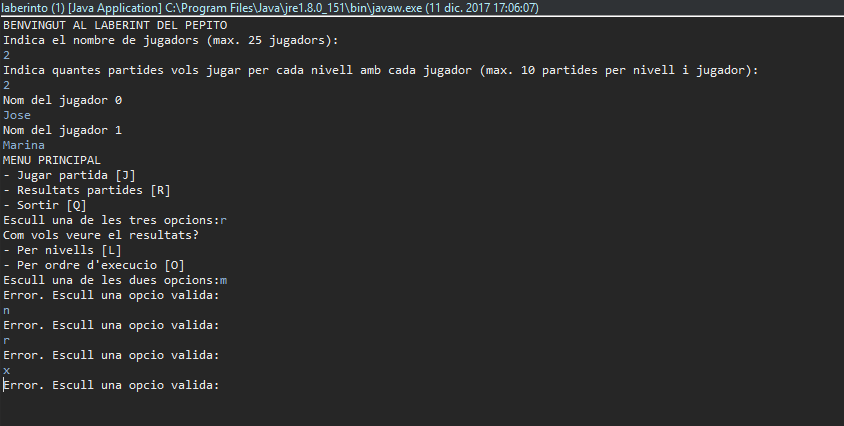 laberinto (1) [Java Application] C:\Program Files\Java\jre1.8.0_151\bin\javaw.exe (11 dic. 2017 17:06:07)
BENVINGUT AL LABERINT DEL PEPITO
Indica el nombre de jugadors (max. 25 jugadors):
2
Indica quantes partides vols jugar per cada nivell amb cada jugador (max. 10 partides per nivell i jugador):
2
Nom del jugador 0
Jose
Nom del jugador 1
Marina
MENU PRINCIPAL
- Jugar partida [J]
- Resultats partides [R]
- Sortir [Q]
Escull una de les tres opcions:r
Com vols veure el resultats?
- Per nivells [L]
- Per ordre d'execucio [O]
Escull una de les dues opcions:m
Error. Escull una opcio valida:
n
Error. Escull una opcio valida:
r
Error. Escull una opcio valida:
x
Error. Escull una opcio valida: